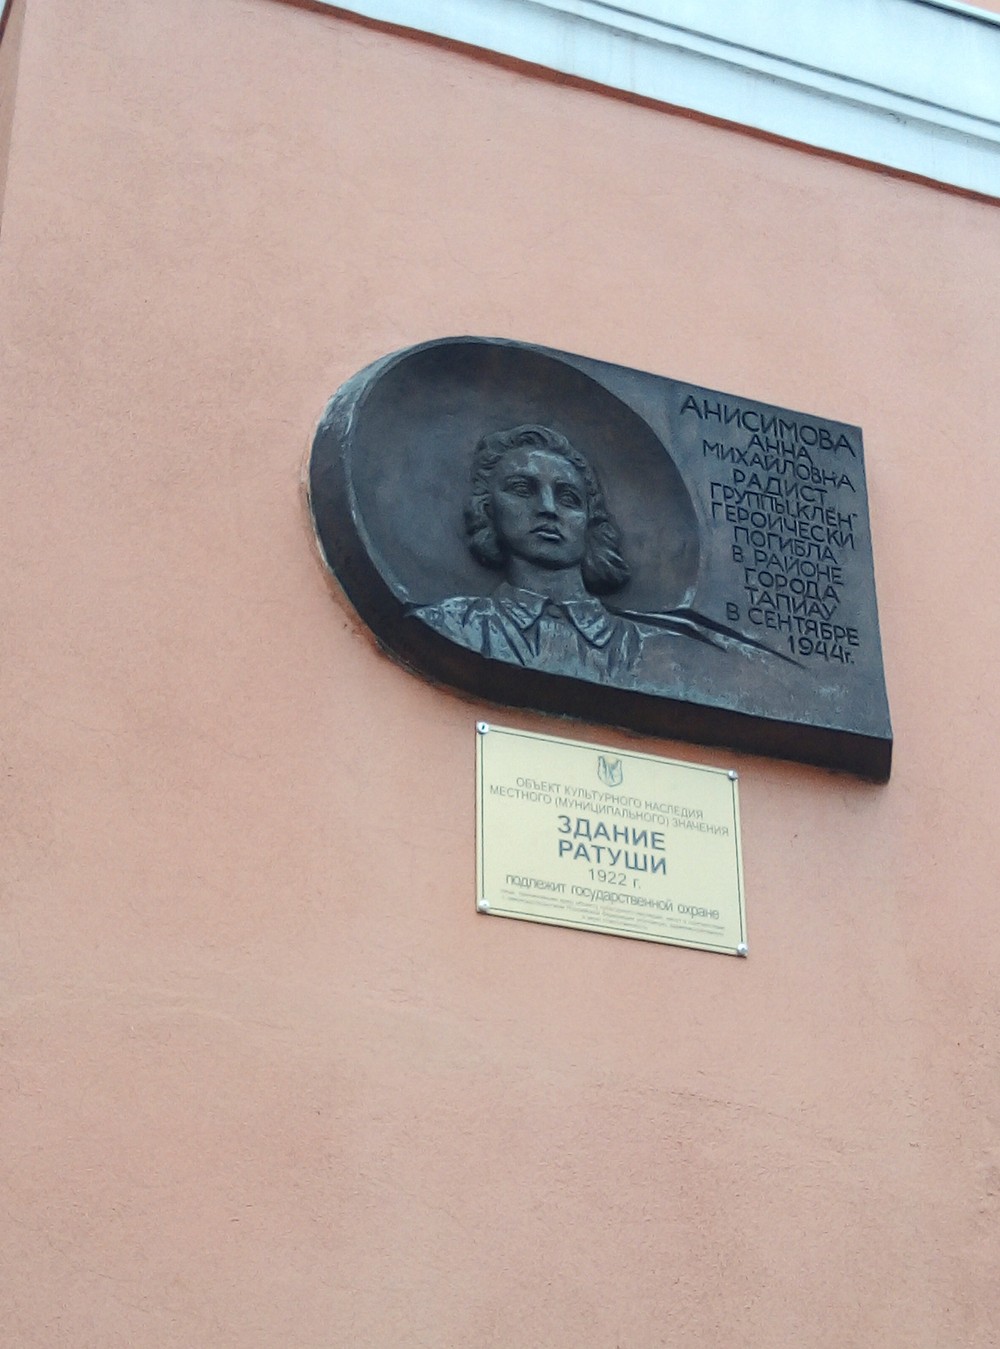 АНИСИМОВА
АННА
МИХАЙЛОВНА
РАДИСТ
ГРУППЫ „КЛЁН"
ГЕРОИЧЕСКИ
ПОГИБЛА
В РАЙОНЕ
ГОРОДА
ТАПИАУ
В СЕНТЯБРЕ
1944г.
ОБЪЕКТ КУЛЬТУРНОГО НАСЛЕДИЯ
МЕСТНОГО (МУНИЦИПАЛЬНОГО) ЗНАЧЕНИЯ
ЗДАНИЕ
РАТУШИ
1922 г.
подлежит государственной охране